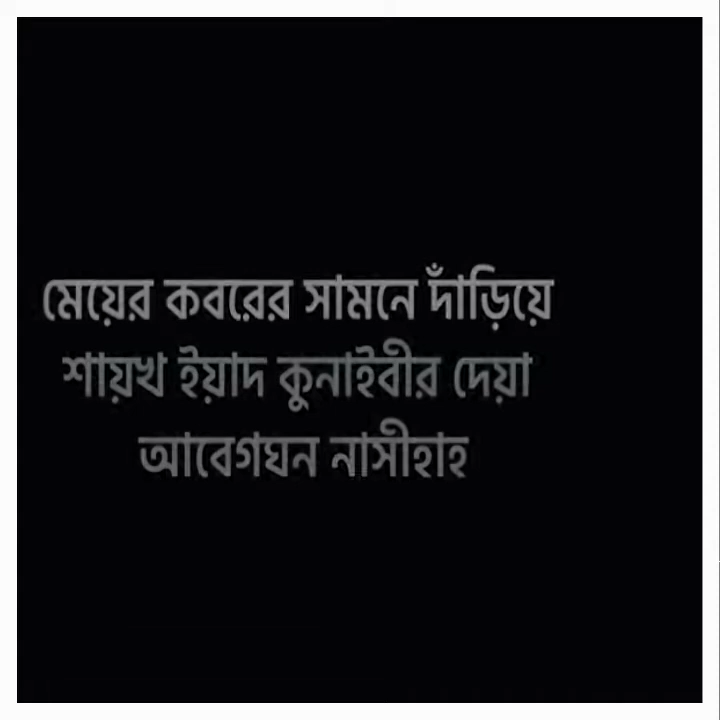 মেয়ের কবরের সামনে দাঁড়িয়ে
শায়খ ইয়াদ কুনাইবীর দেয়া
আবেগঘন নাসীহাহ